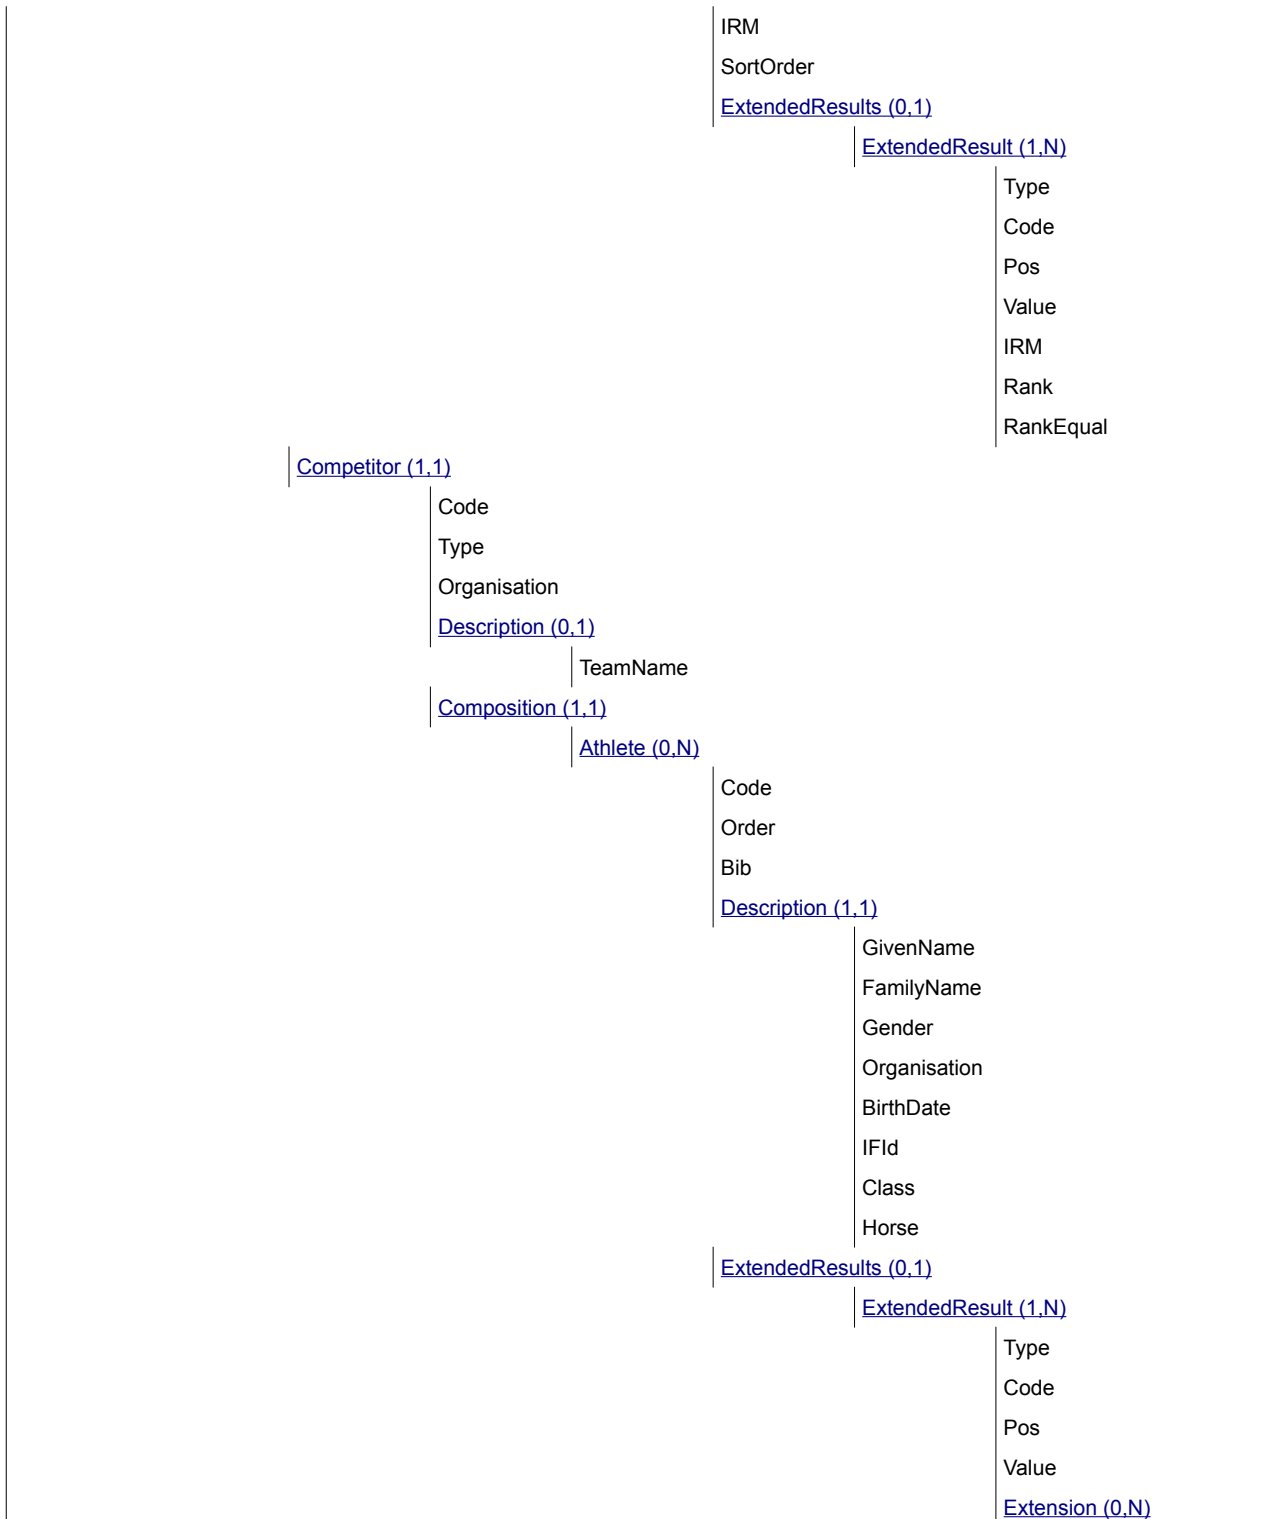 IRM
SortOrder
ExtendedResults (0,1)
ExtendedResult (1,N)
Type
Code
Pos
Value
IRM
Rank
RankEqual
Competitor (1,1)
Code
Type
Organisation
Description (0,1)
TeamName
Composition (1,1)
Athlete (0,N)
Code
Order
Bib
Description (1,1)
GivenName
FamilyName
Gender
Organisation
BirthDate
IFId
Class
Horse
ExtendedResults (0,1)
ExtendedResult (1,N)
Type
Code
Pos
Value
Extension (0,N)